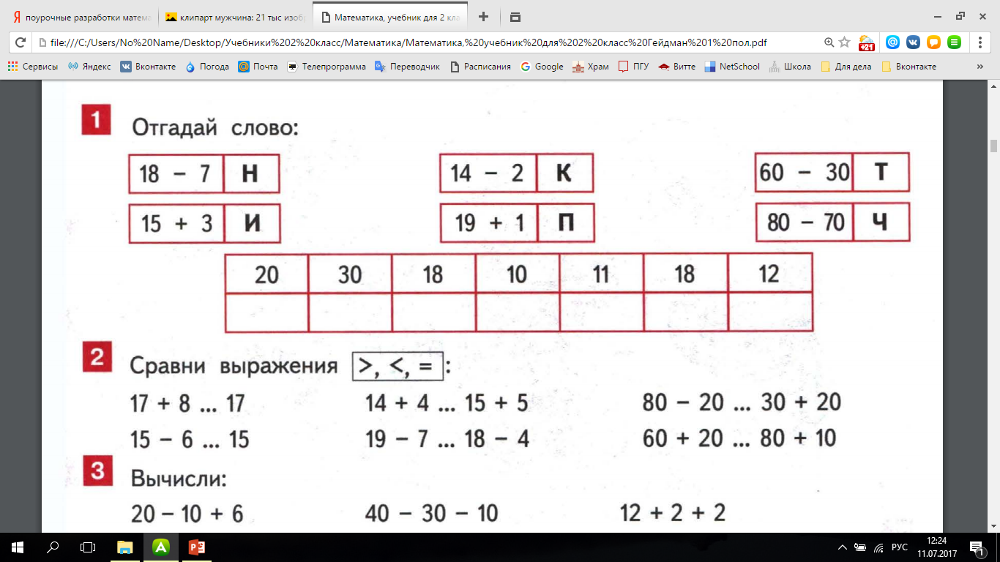 поурочные разработки матема
клипарт мужчина: 21 тыс изоб
Математика, учебник для 2 кла
file:///C:/Users/No%20Name/Desktop/Учебники%202%20класс/Математика/Математика,%20учебник%20для%202%20класс%20Гейдман%201%20пол.pdf
+21
Сервисы Яндекс Вконтакте Погода Почта Телепрограмма Переводчик Расписания Google Храм ПГУ Витте NetSchool Школа Для дела Вконтакте »
1 Отгадай слово:
18 – 7 Н 14 – 2 К 60 – 30 Т
15 + 3 И 19 + 1 П 80 – 70 Ч
20 30 18 10 11 18 12
2 Сравни выражения >, <, = :
17 + 8 ... 17 14 + 4 ... 15 + 5 80 – 20 ... 30 + 20
15 – 6 ... 15 19 – 7 ... 18 – 4 60 + 20 ... 80 + 10
3 Вычисли:
20 – 10 + 6 40 – 30 – 10 12 + 2 + 2
РУС
12:24
11.07.2017
1